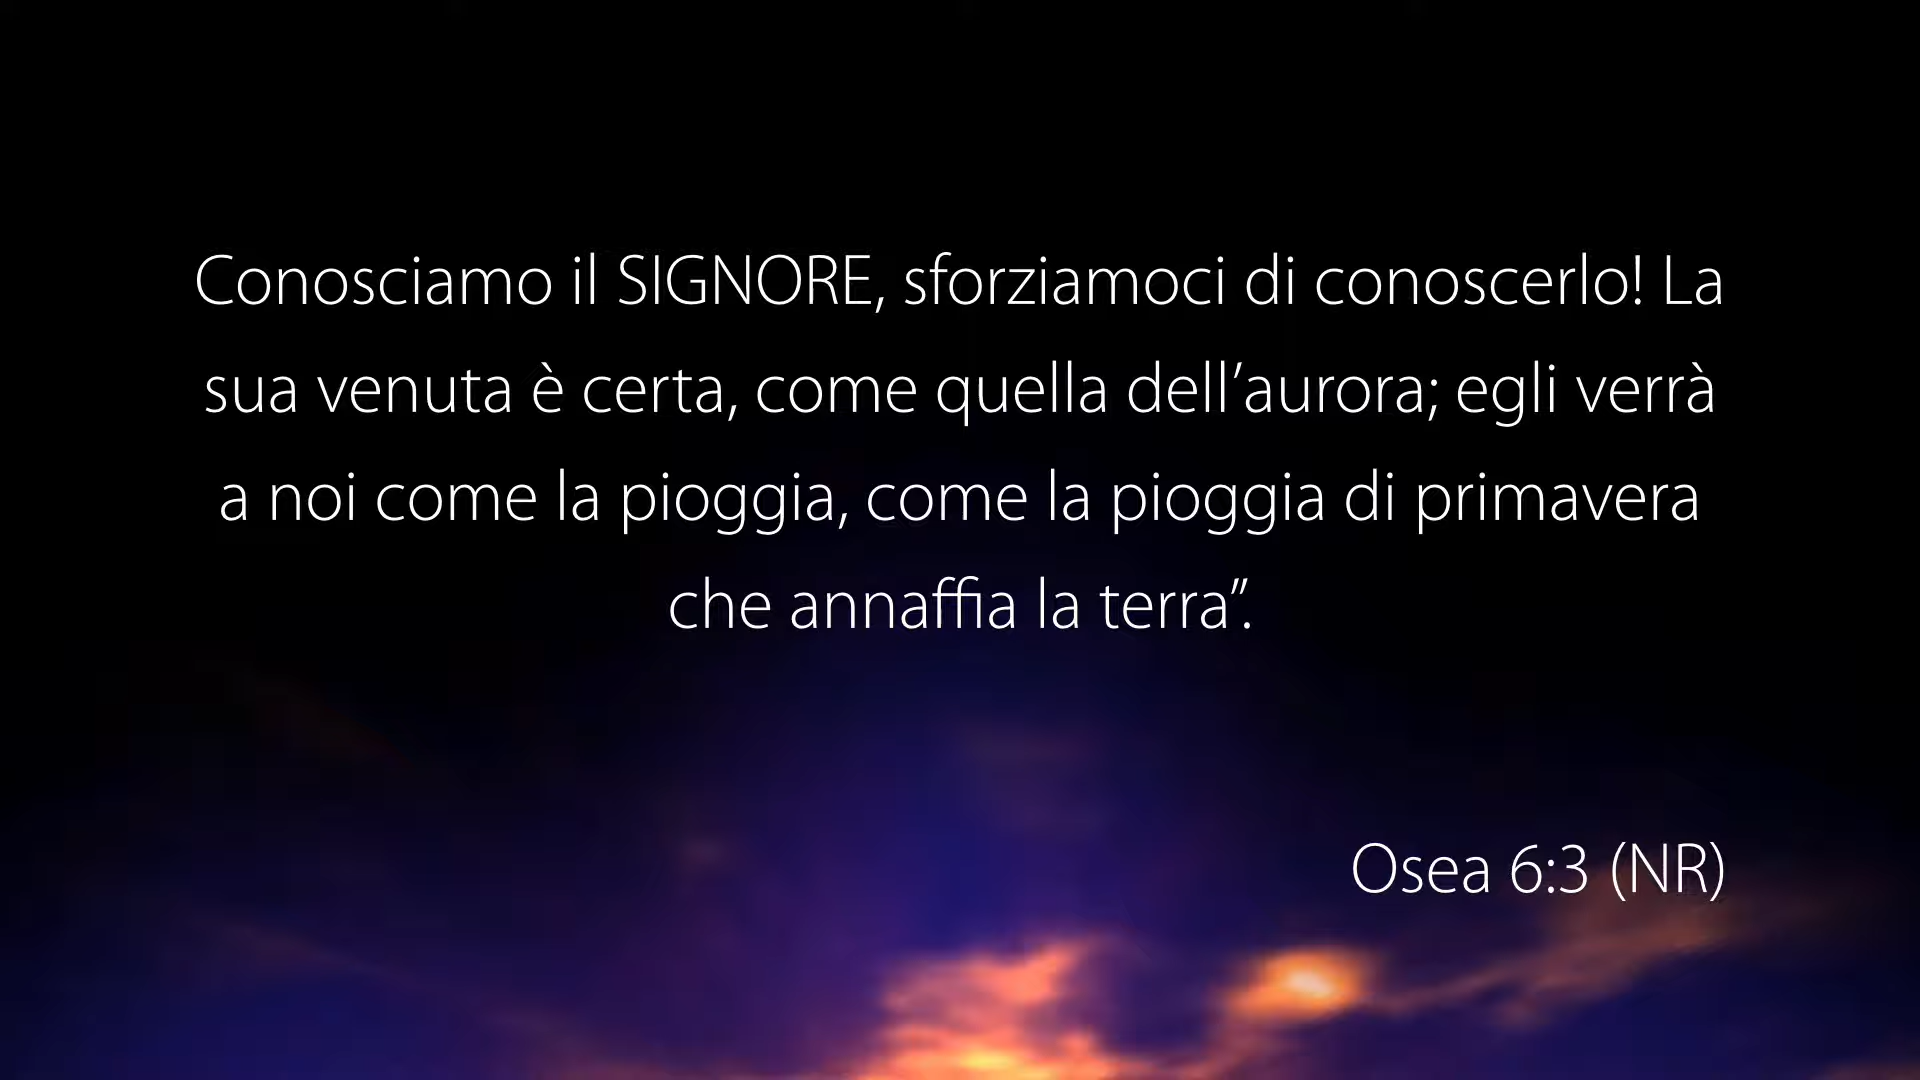 Conosciamo il SIGNORE, sforziamoci di conoscerlo! La
sua venuta è certa, come quella dell’aurora; egli verrà
a noi come la pioggia, come la pioggia di primavera
che annaffia la terra”.
Osea 6:3 (NR)